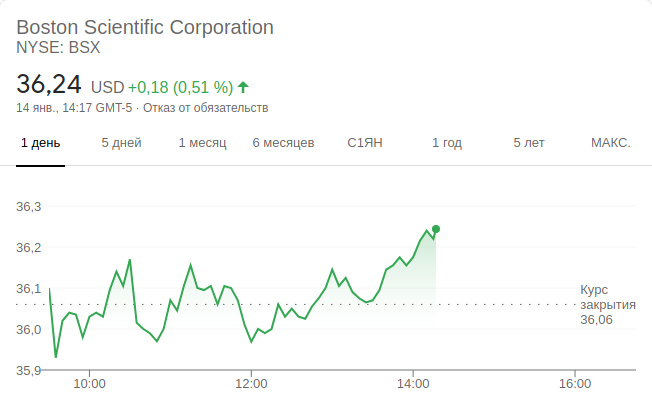 Boston Scientific Corporation
NYSE: BSX
36,24 USD +0,18 (0,51 %)
14 янв., 14:17 GMT-5 · Отказ от обязательств
1 день 5 дней 1 месяц 6 месяцев С1ЯН 1 год 5 лет МАКС.
36,3
36,2
36,1
36,0
35,9
Курс
закрытия
36,06
10:00 12:00 14:00 16:00